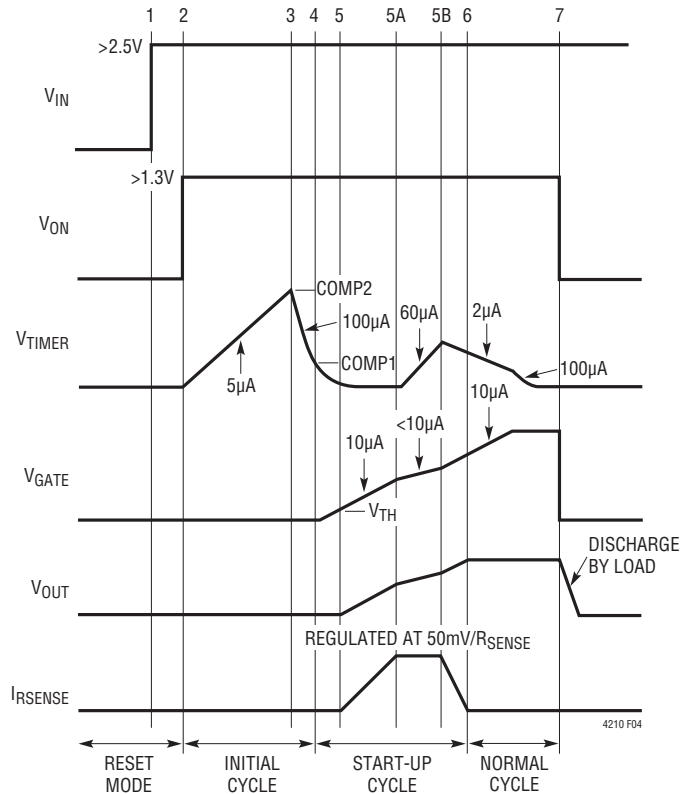 1 2 3 4 5 5A 5B 6 7
>2.5V
VIN
>1.3V
VON
COMP2
100µA
60µA
2µA
VTIMER
COMP1
100µA
5µA
10µA
<10µA
10µA
VGATE
VTH
DISCHARGE
BY LOAD
VOUT
REGULATED AT 50mV/RSENSE
IRSENSE
4210 F04
RESET
MODE
INITIAL
CYCLE
START-UP
CYCLE
NORMAL
CYCLE